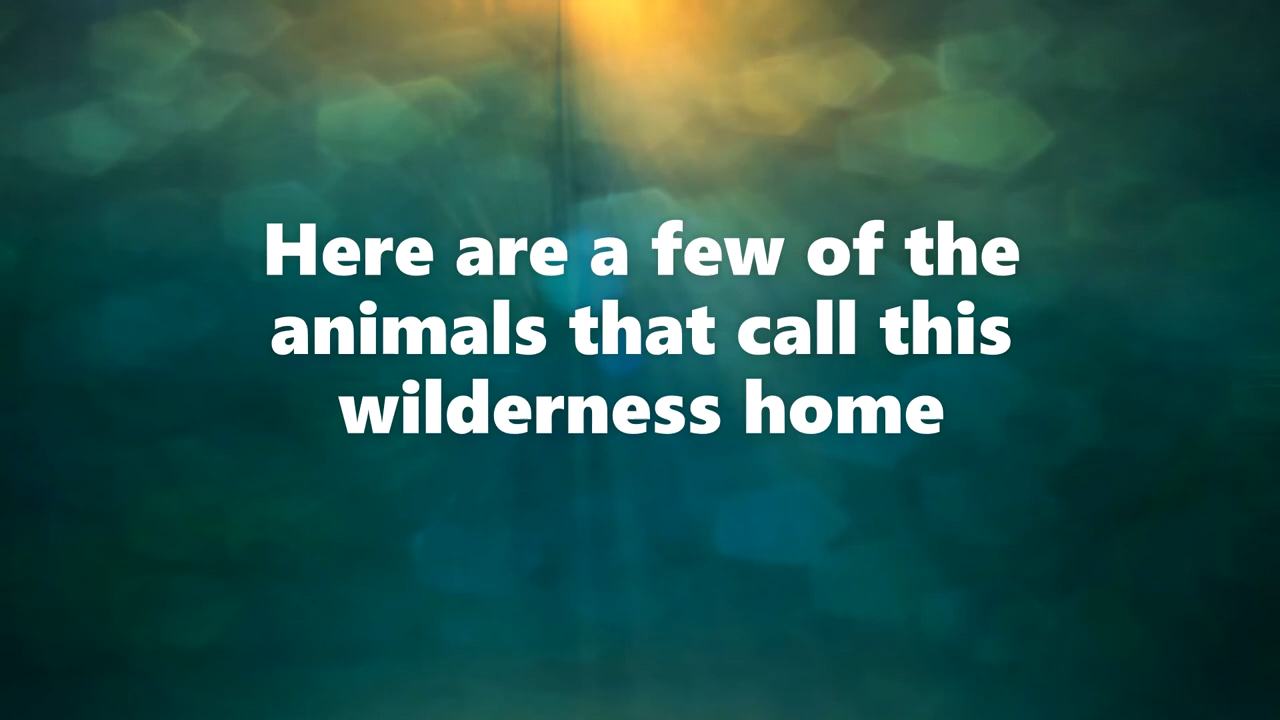 Here are a few of the
animals that call this
wilderness home